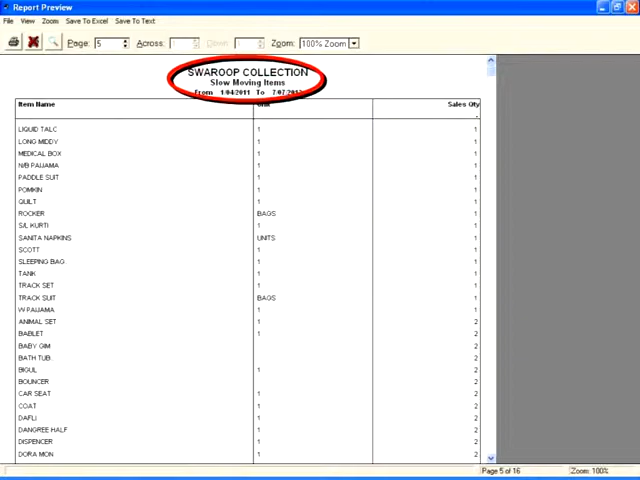 Report Preview
File View Zoom Save To Excel Save To Text
Page: 5 Across: 1 Down: 1 Zoom: 100% Zoom
SWAROOP COLLECTION
Slow Moving Items
From 1/04/2011 To 7/07/2012
Item Name Unit Sales Qty
.
LIQUID TALC 1 1
LONG MIDDY 1 1
MEDICAL BOX 1 1
N/B PAIJAMA 1 1
PADDLE SUIT 1 1
POMKIN 1 1
QUILT 1 1
ROCKER BAGS 1
S/L KURTI 1 1
SANITA NAPKINS UNITS 1
SCOTT 1 1
SLEEPING BAG. 1 1
TANK 1 1
TRACK SET 1 1
TRACK SUIT BAGS 1
W PAIJAMA 1 1
ANIMAL SET 1 2
BABLET 1 2
BABY GIM 2
BATH TUB. 2
BIGUL 1 2
BOUNCER 2
CAR SEAT 1 2
COAT 1 2
DAFLI 1 2
DANGREE HALF 1 2
DISPENCER 1 2
DORA MON 1 2
Page 5 of 16 Zoom: 100%